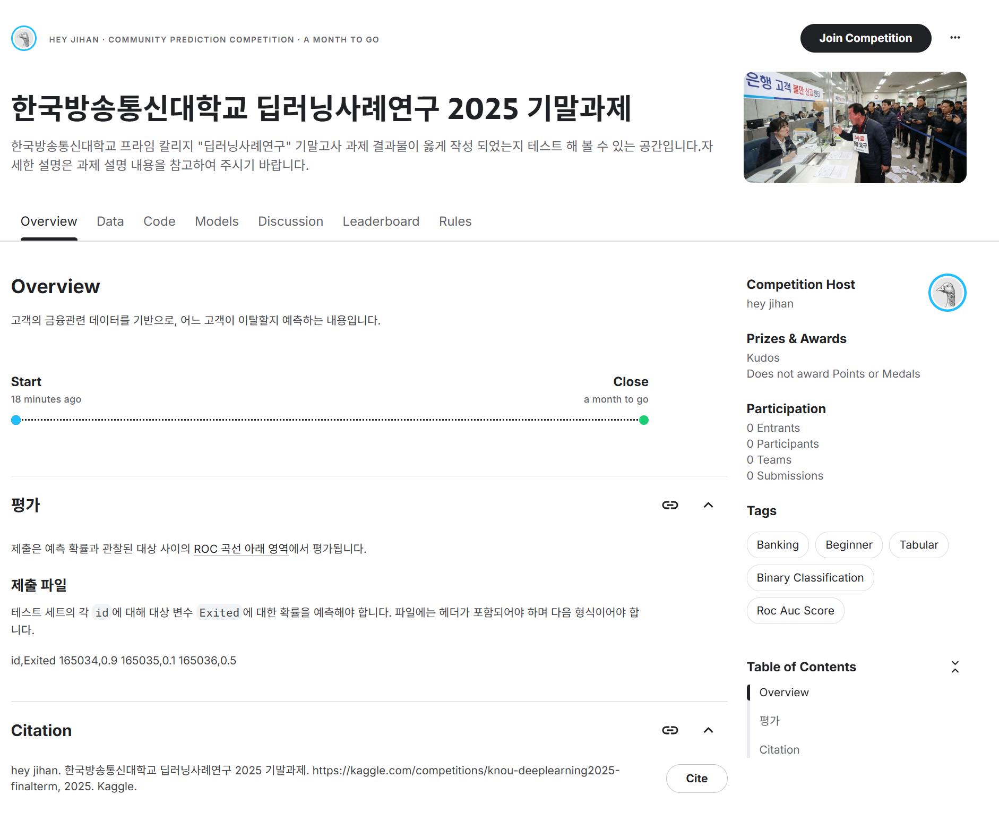 HEY JIHAN · COMMUNITY PREDICTION COMPETITION · A MONTH TO GO
Join Competition
한국방송통신대학교 딥러닝사례연구 2025 기말과제
한국방송통신대학교 프라임 칼리지 "딥러닝사례연구" 기말고사 과제 결과물이 옳게 작성 되었는지 테스트 해 볼 수 있는 공간입니다.자
세한 설명은 과제 설명 내용을 참고하여 주시기 바랍니다.
은행 고객 불만 신고 센터
수수료
환불 요구
Overview
Data
Code
Models
Discussion
Leaderboard
Rules
Overview
고객의 금융관련 데이터를 기반으로, 어느 고객이 이탈할지 예측하는 내용입니다.
Start
18 minutes ago
Close
a month to go
평가
제출은 예측 확률과 관찰된 대상 사이의 ROC 곡선 아래 영역에서 평가됩니다.
제출 파일
테스트 세트의 각 id에 대해 대상 변수 Exited에 대한 확률을 예측해야 합니다. 파일에는 헤더가 포함되어야 하며 다음 형식이어야 합
니다.
id,Exited 165034,0.9 165035,0.1 165036,0.5
Citation
hey jihan. 한국방송통신대학교 딥러닝사례연구 2025 기말과제. https://kaggle.com/competitions/knou-deeplearning2025-
finalterm, 2025. Kaggle.
Cite
Competition Host
hey jihan
Prizes & Awards
Kudos
Does not award Points or Medals
Participation
0 Entrants
0 Participants
0 Teams
0 Submissions
Tags
Banking
Beginner
Tabular
Binary Classification
Roc Auc Score
Table of Contents
Overview
평가
Citation